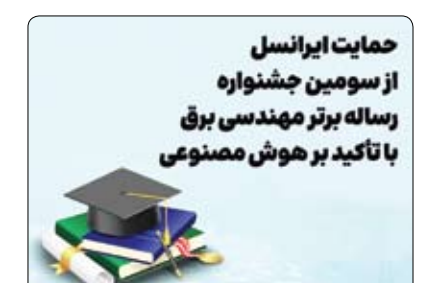 حمایت ایرانسل
از سومین جشنواره
رساله برتر مهندسی برق
با تأکید بر هوش مصنوعی